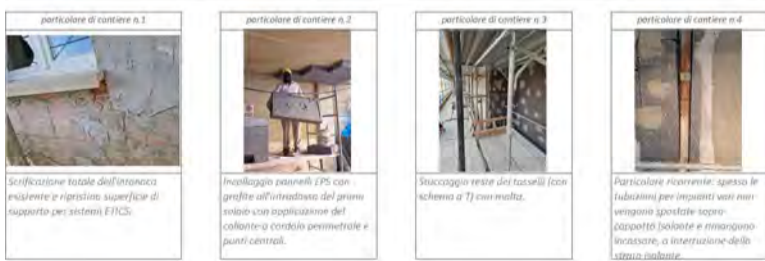 particolare di cantiere n.1
particolare di cantiere n.2
particolare di cantiere n.3
particolare di cantiere n.4
Scrificazione totale dell'intonaco
esistente e ripristino superficie di
supporto per sistemi ETICS.
Incollaggio pannelli EPS con
grafite all'intradosso del primo
solaio con applicazione del
collante a cordolo perimetrale e
punti centrali.
Stuccaggio teste dei tasselli (con
schema a T) con malta.
Particolare ricorrente: spesso le
tubazioni per impianti vari non
vengono spostate sopra-
cappotto isolante e rimangono
incassare, a interruzione dello
strato isolante.